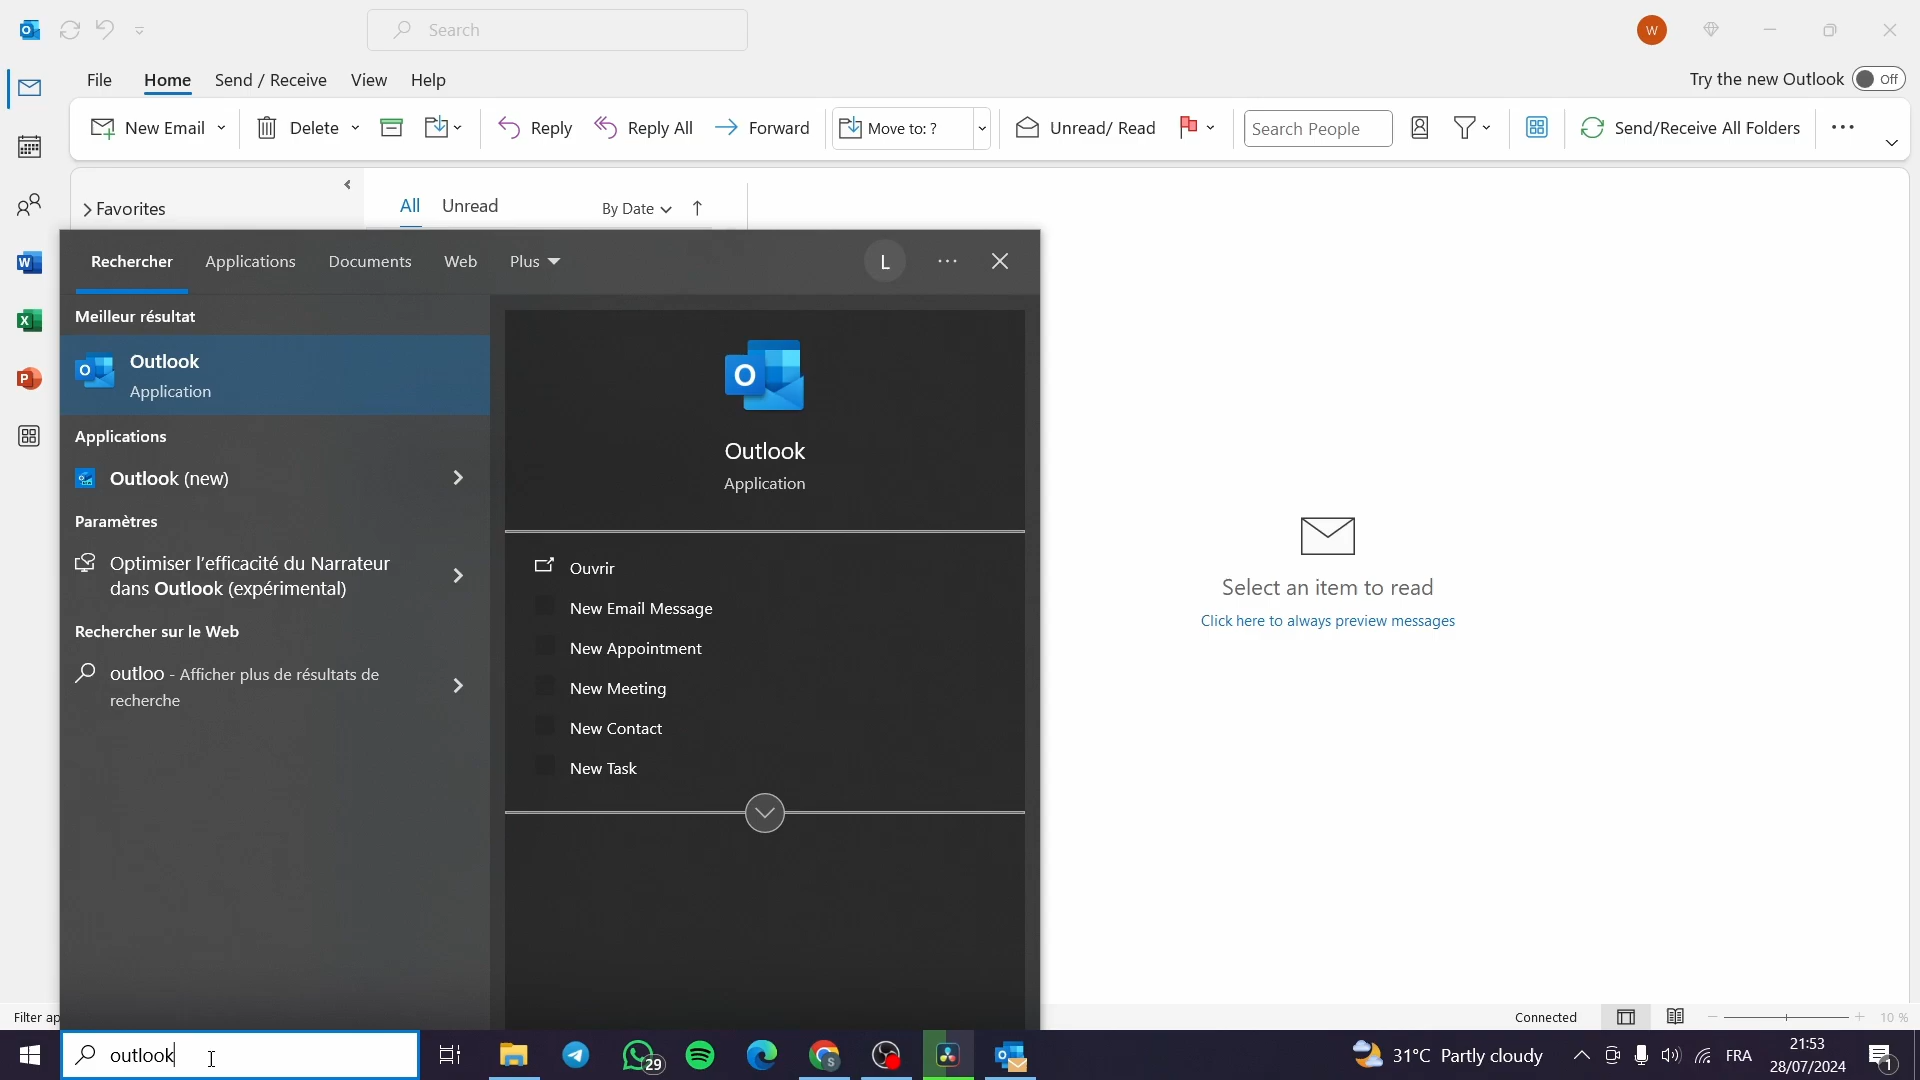 Search
W
File Home Send / Receive View Help
Try the new Outlook Off
New Email Delete Reply Reply All Forward Move to: ? Unread/ Read Search People Send/Receive All Folders
Favorites
All Unread By Date
Rechercher Applications Documents Web Plus L
Meilleur résultat
Outlook
Application
Applications
Outlook (new)
Paramètres
Optimiser l'efficacité du Narrateur
dans Outlook (expérimental)
Rechercher sur le Web
outloo - Afficher plus de résultats de
recherche
Outlook
Application
Ouvrir
New Email Message
New Appointment
New Meeting
New Contact
New Task
Select an item to read
Click here to always preview messages
Filter ap
Connected
10 %
outlook
29
31°C Partly cloudy
FRA
21:53
28/07/2024
1